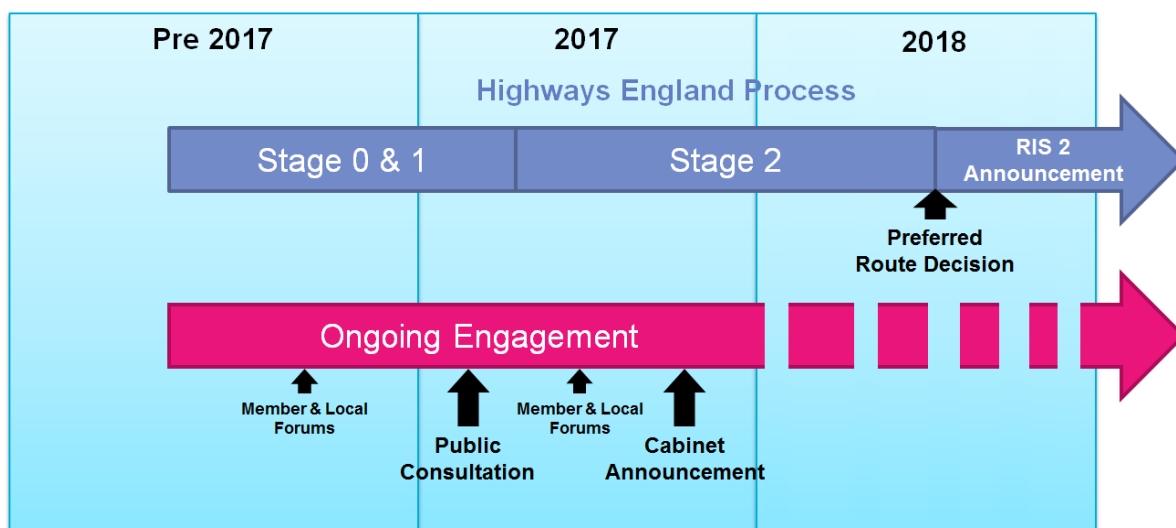 Pre 2017
2017
2018
Highways England Process
Stage 0 & 1
Stage 2
RIS 2
Announcement
Preferred
Route Decision
Ongoing Engagement
Member & Local
Forums
Public
Consultation
Member & Local
Forums
Cabinet
Announcement